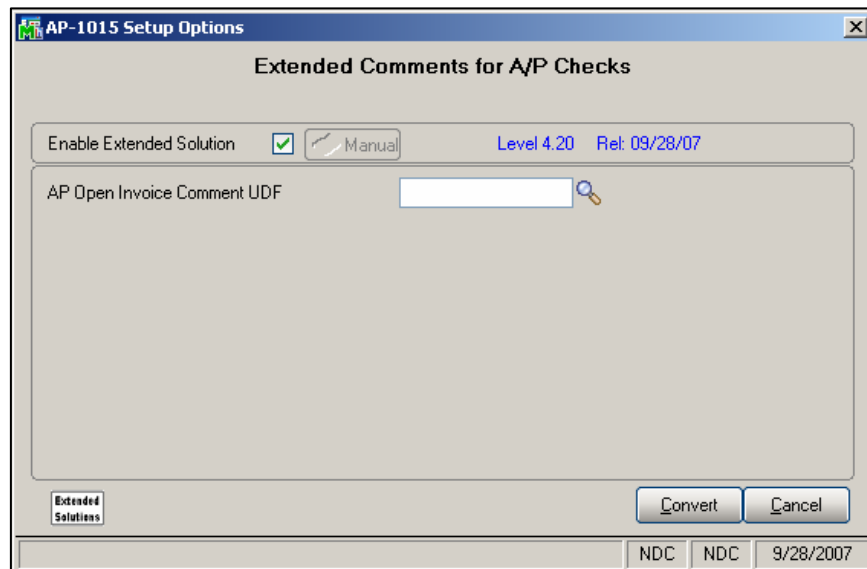 AP-1015 Setup Options
Extended Comments for A/P Checks
Enable Extended Solution Manual Level 4.20 Rel: 09/28/07
AP Open Invoice Comment UDF
Extended
Solutions
Convert Cancel
NDC NDC 9/28/2007